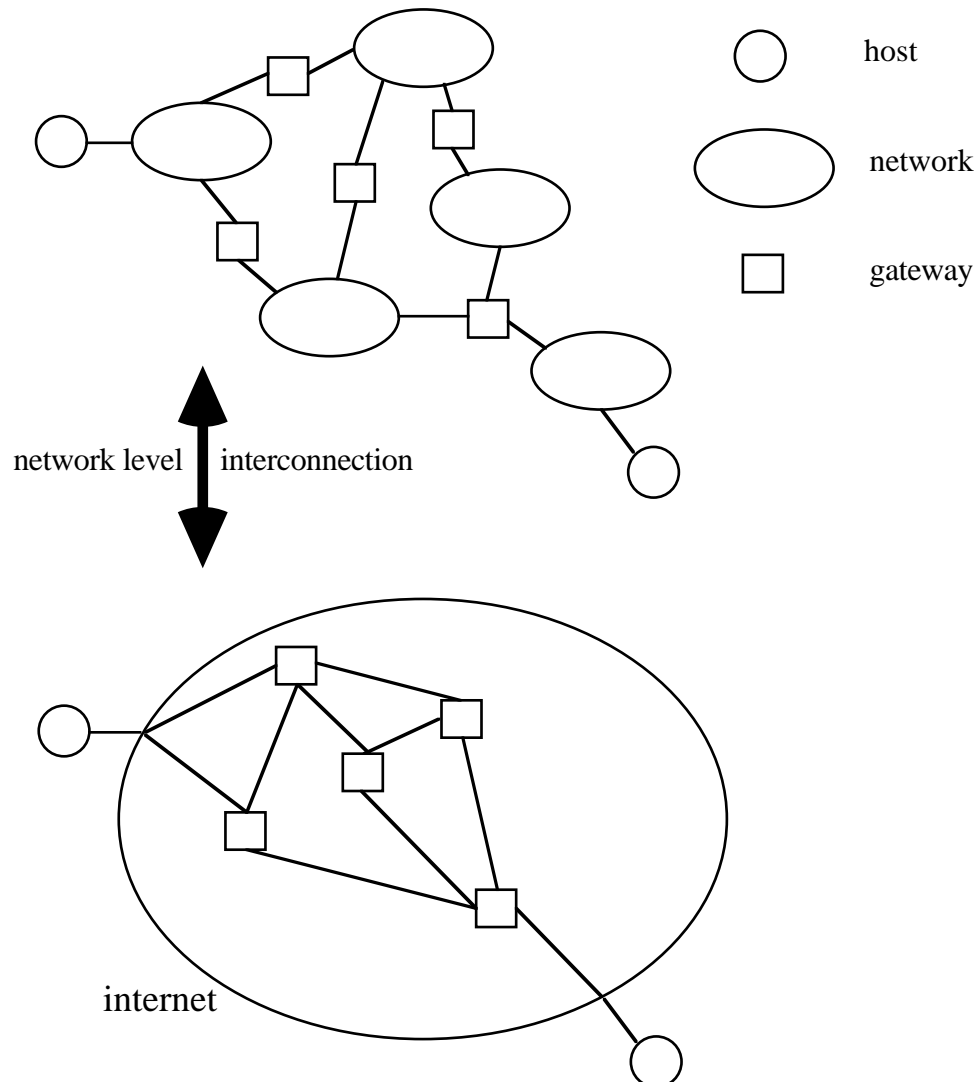 host
network
gateway
network level interconnection
internet